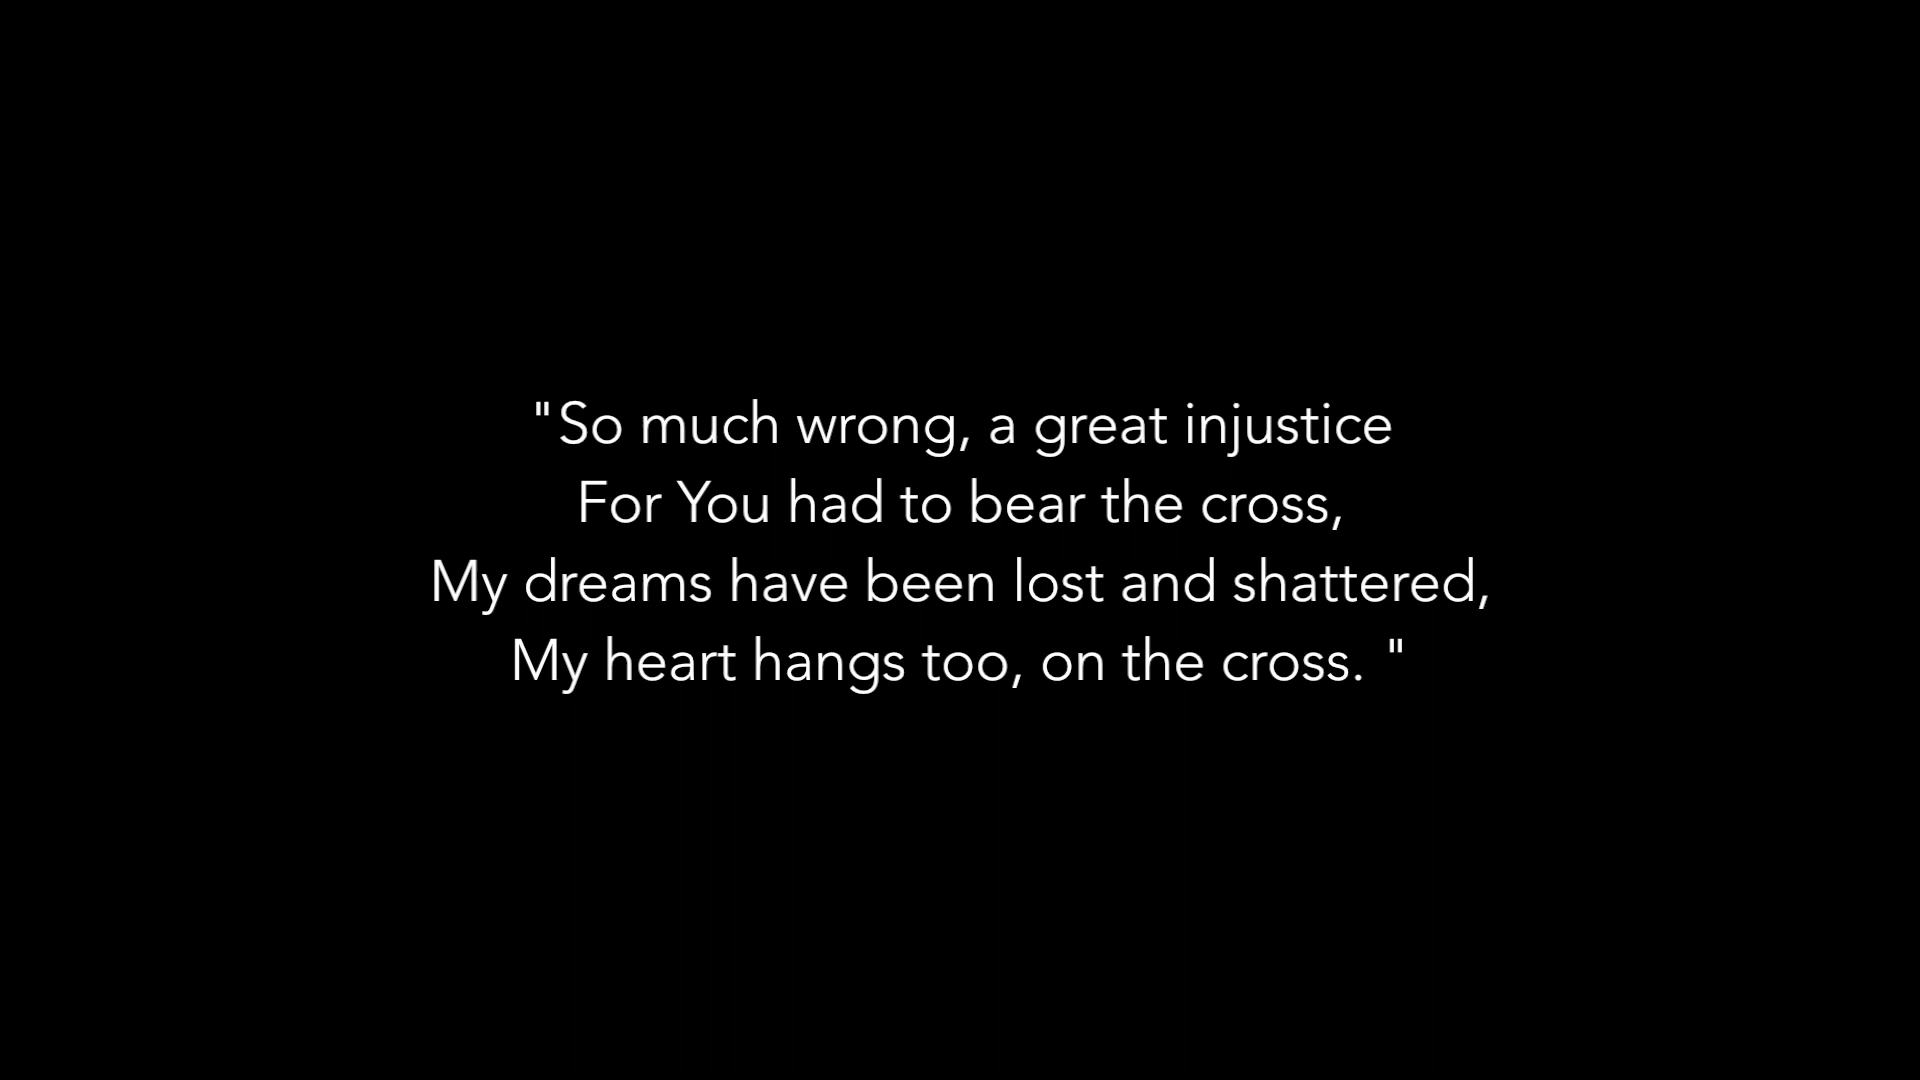 "So much wrong, a great injustice
For You had to bear the cross,
My dreams have been lost and shattered,
My heart hangs too, on the cross. "